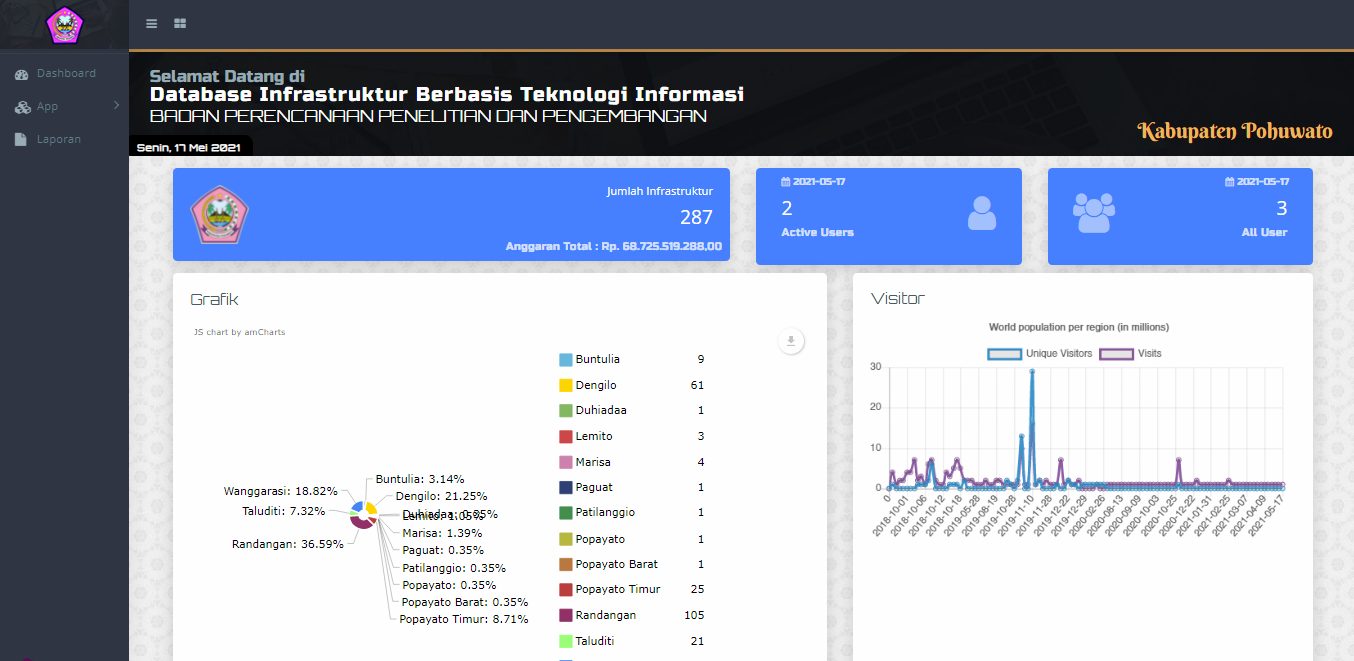 Dashboard
App
Laporan
Selamat Datang di
Database Infrastruktur Berbasis Teknologi Informasi
BADAN PERENCANAAN PENELITIAN DAN PENGEMBANGAN
Kabupaten Pohuwato
Senin, 17 Mei 2021
Jumlah Infrastruktur
287
Anggaran Total : Rp. 68.725.519.288,00
2021-05-17
2
Active Users
2021-05-17
3
All User
Grafik
JS chart by amCharts
Buntulia: 3.14%
Dengilo: 21.25%
Duhiadaa: 0.35%
Lemito: 1.05%
Marisa: 1.39%
Paguat: 0.35%
Patilanggio: 0.35%
Popayato: 0.35%
Popayato Barat: 0.35%
Popayato Timur: 8.71%
Wanggarasi: 18.82%
Taluditi: 7.32%
Randangan: 36.59%
Buntulia 9
Dengilo 61
Duhiadaa 1
Lemito 3
Marisa 4
Paguat 1
Patilanggio 1
Popayato 1
Popayato Barat 1
Popayato Timur 25
Randangan 105
Taluditi 21
Visitor
World population per region (in millions)
Unique Visitors Visits
30
20
10
0
0 2018-10-01 2018-10-06 2018-10-12 2018-10-18 2019-05-28 2019-08-19 2019-10-28 2019-11-10 2019-11-28 2019-12-22 2019-12-29 2020-02-26 2020-08-13 2020-09-09 2020-10-03 2020-10-25 2020-12-22 2021-01-31 2021-02-25 2021-03-07 2021-04-09 2021-05-17